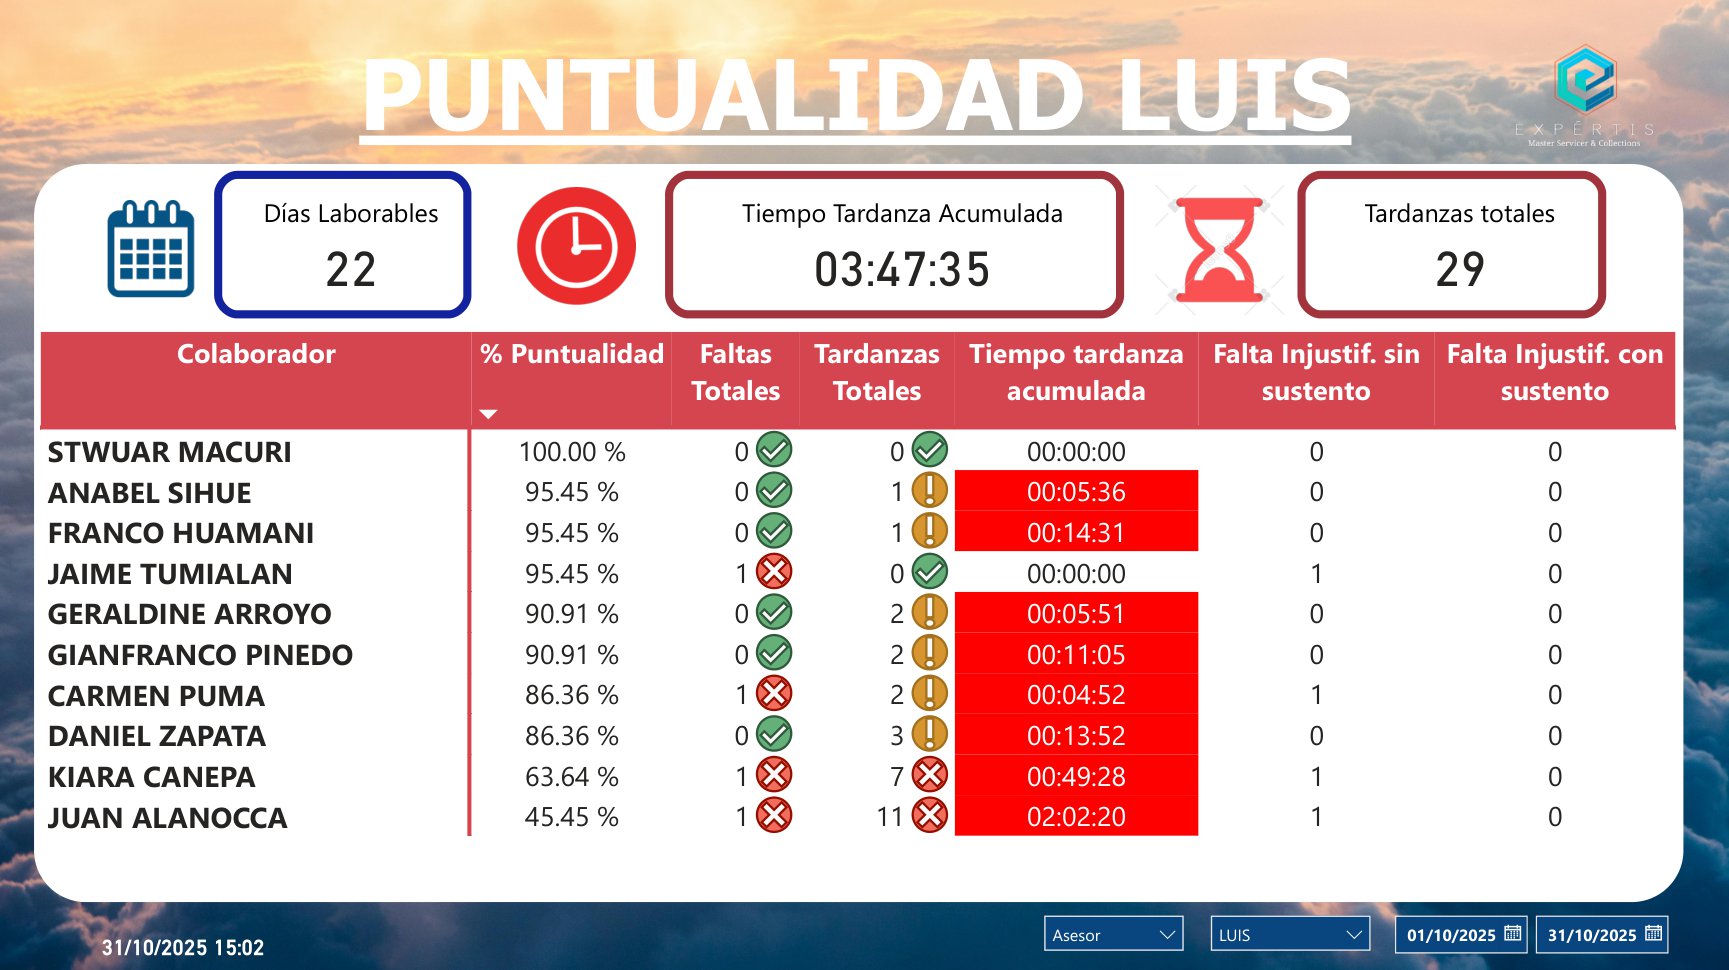 PUNTUALIDAD LUIS
EXPÉRTIS
Master Servicer & Collections
Días Laborables
22
Tiempo Tardanza Acumulada
03:47:35
Tardanzas totales
29
Colaborador % Puntualidad Faltas Totales Tardanzas Totales Tiempo tardanza acumulada Falta Injustif. sin sustento Falta Injustif. con sustento
STWUAR MACURI 100.00 % 0 0 00:00:00 0 0
ANABEL SIHUE 95.45 % 0 1 00:05:36 0 0
FRANCO HUAMANI 95.45 % 0 1 00:14:31 0 0
JAIME TUMIALAN 95.45 % 1 0 00:00:00 1 0
GERALDINE ARROYO 90.91 % 0 2 00:05:51 0 0
GIANFRANCO PINEDO 90.91 % 0 2 00:11:05 0 0
CARMEN PUMA 86.36 % 1 2 00:04:52 1 0
DANIEL ZAPATA 86.36 % 0 3 00:13:52 0 0
KIARA CANEPA 63.64 % 1 7 00:49:28 1 0
JUAN ALANOCCA 45.45 % 1 11 02:02:20 1 0
31/10/2025 15:02
Asesor
LUIS
01/10/2025
31/10/2025